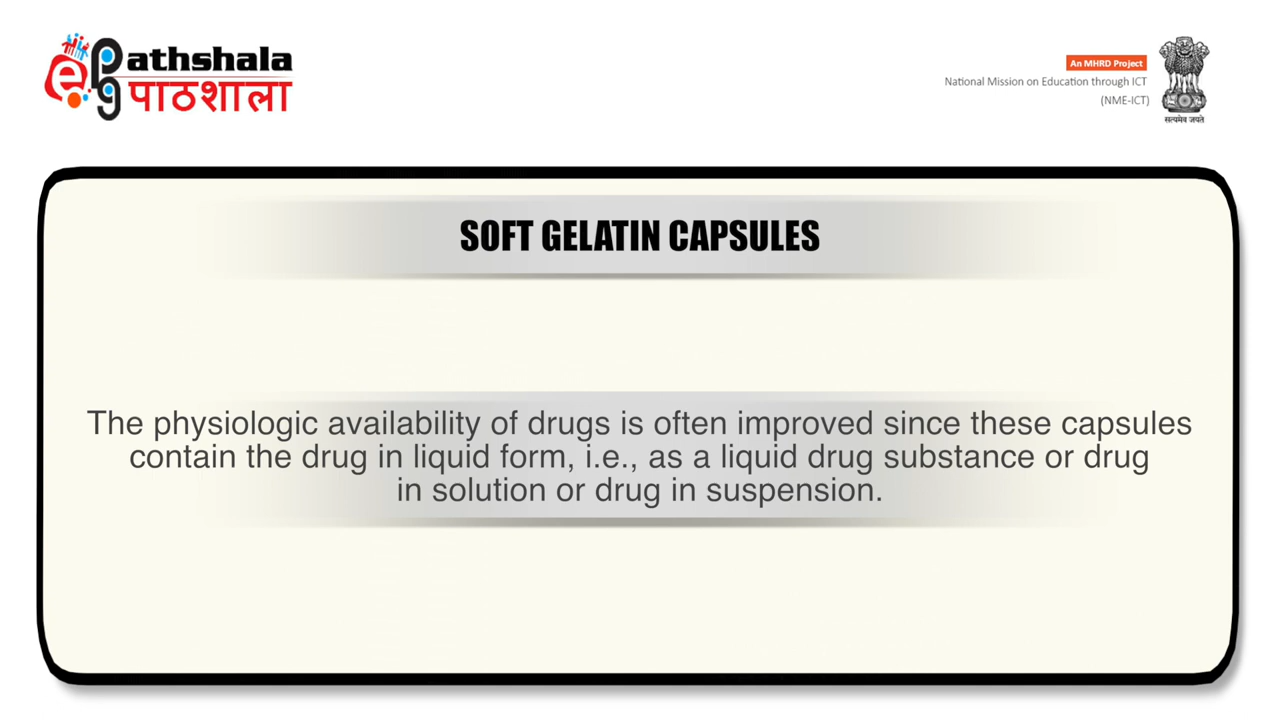 e Pg athshala
पाठशाला
An MHRD Project
National Mission on Education through ICT
(NME-ICT)
सत्यमेव जयते
SOFT GELATIN CAPSULES
The physiologic availability of drugs is often improved since these capsules
contain the drug in liquid form, i.e., as a liquid drug substance or drug
in solution or drug in suspension.